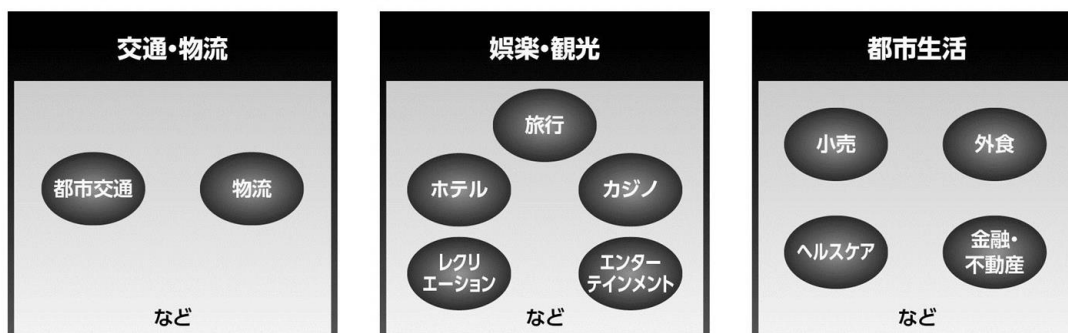 交通・物流
都市交通
物流
など
娯楽・観光
旅行
ホテル
カジノ
レクリ
エーション
エンター
テインメント
など
都市生活
小売
外食
ヘルスケア
金融・
不動産
など